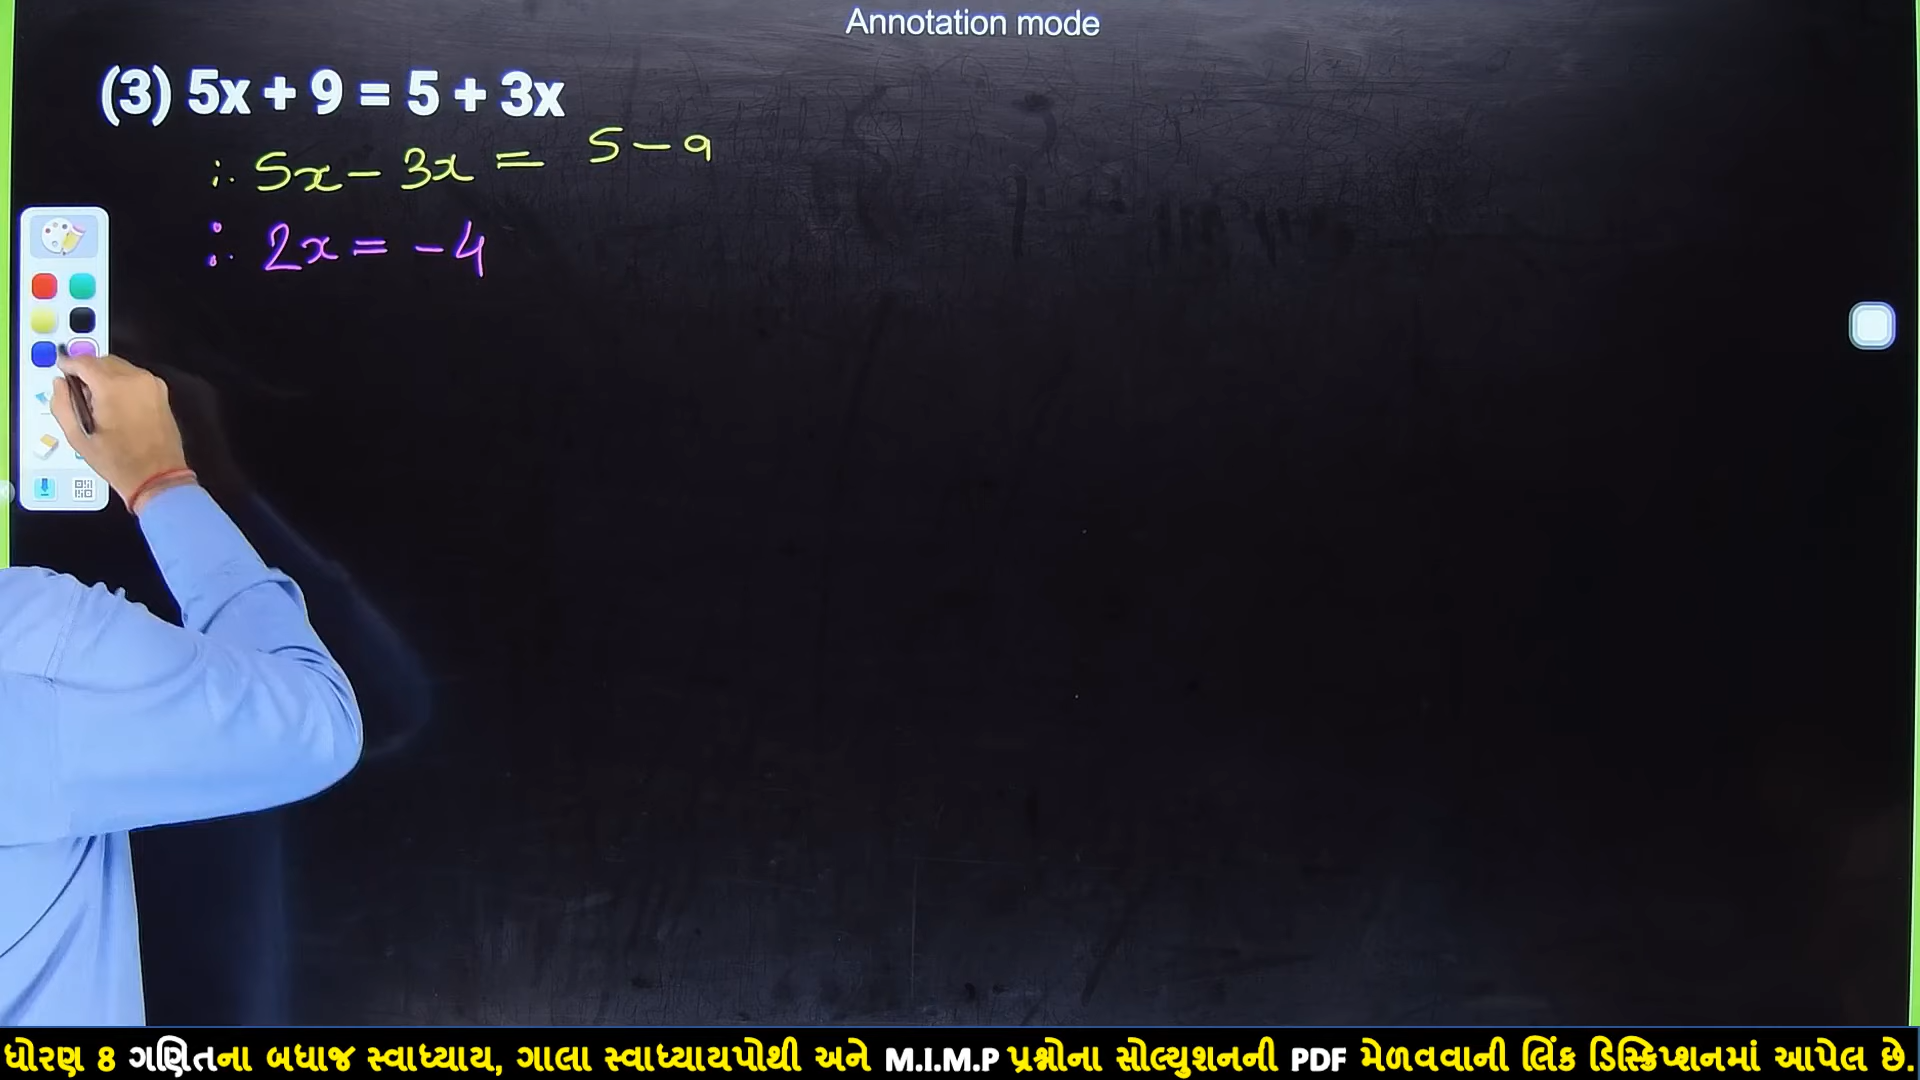 Annotation mode
(3) 5x + 9 = 5 + 3x
∴ 5x - 3x = 5 - 9
∴ 2x = -4
ધોરણ 8 ગણિતના બધાજ સ્વાધ્યાય, ગાલા સ્વાધ્યાયપોથી અને M.I.M.P પ્રશ્નોના સોલ્યુશનની PDF મેળવવાની લિંક ડિસ્ક્રિપ્શનમાં આપેલ છે.